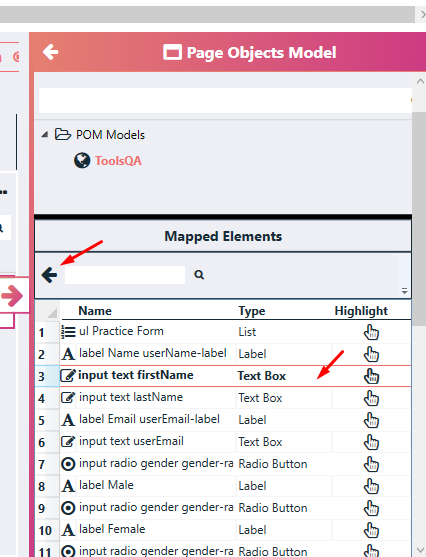 Page Objects Model
POM Models
ToolsQA
Mapped Elements
Name Type Highlight
1 ul Practice Form List
2 label Name userName-label Label
3 input text firstName Text Box
4 input text lastName Text Box
5 label Email userEmail-label Label
6 input text userEmail Text Box
7 input radio gender gender-ra Radio Button
8 label Male Label
9 input radio gender gender-ra Radio Button
10 label Female Label
11 input radio gender gender-ra Radio Button